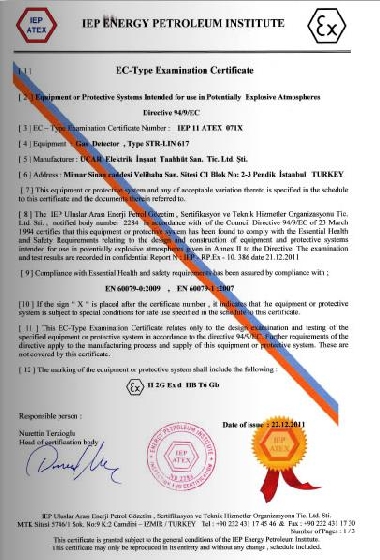 IEP ATEX
IEP ENERGY PETROLEUM INSTITUTE
Ex
[ 1 ]
EC-Type Examination Certificate
[ 2 ] Equipment or Protective Systems Intended for use in Potentially Explosive Atmospheres
Directive 94/9/EC
[ 3 ] EC – Type Examination Certificate Number : IEP 11 ATEX 071X
[ 4 ] Equipment : Gas Detector , Type STR-LIN617
[ 5 ] Manufacturer : UCAR Elektrik İnşat Taahhüt San. Tic. Ltd. Şti.
[ 6 ] Address : Mimar Sinan caddesi Velibaba San. Sitesi C1 Blok No: 2-3 Pendik İstanbul TURKEY
[ 7 ] This equipment or protective system and any of acceptable variation thereto is specified in the schedule
to this certificate and the documents therein referred to.
[ 8 ] The IEP Uluslar Arası Enerji Petrol Gözetim , Sertifikasyon ve Teknik Hizmetler Organizasyonu Tic.
Ltd. Sti. , notified body number 2284 in accordance with of the Council Directive 94/9/EC of 23 March
1994 certifies that this equipment or protective system has been found to comply with the Essential Health
and Safety Requirements relating to the design and construction of equipment and protective systems
intended for use in potentially explosive atmospheres given in Annex II to the Directive. The examination
and test results are recorded in confidential Report N : IEP - RP.Ex - 10. 386 date 21.12.2011
[ 9 ] Compliance with Essential Health and safety requirements has been assured by compliance with ;
EN 60079-0:2009 , EN 60079-1:2007
[10 ] If the sign " X " is placed after the certificate number , it indicates that the equipment or protective
system is subject to special conditions for safe use specified in the schedule to this certificate.
[ 11 ] This EC-Type Examination Certificate relates only to the design examination and testing of the
specified equipment or protective system in accordance to the directive 94/9/EC. Further requirements of the
directive apply to the manufacturing process and supply of this equipment or protective system. These are
not covered by this certificate.
[ 12 ] The marking of the equipment or protective system shall include the following :
Ex II 2G Ex d IIB T6 Gb
Responsible person :
Nurettin Terzioglu
Head of certification body
Date of issue : 22.12.2011
ENERGY PETROLEUM INSTITUTE
IEP ATEX
IEP ATEX
IEP Uluslar Arası Enerji Petrol Gözetim , Sertifikasyon ve Teknik Hizmetler Organizasyonu Tic. Ltd. Sti.
MTK Sitesi 5746/1 Sok. No:9 K:2 Camdibi – IZMIR / TURKEY Tel : +90 232 431 17 45 46 & Fax : +90 232 431 17 50
Number of Pages : 1 / 3
This certificate is granted subject to the general conditions of the IEP Energy Petroleum Institute.
This certificate may only be reproduced in its entirety and without any change , schedule included.